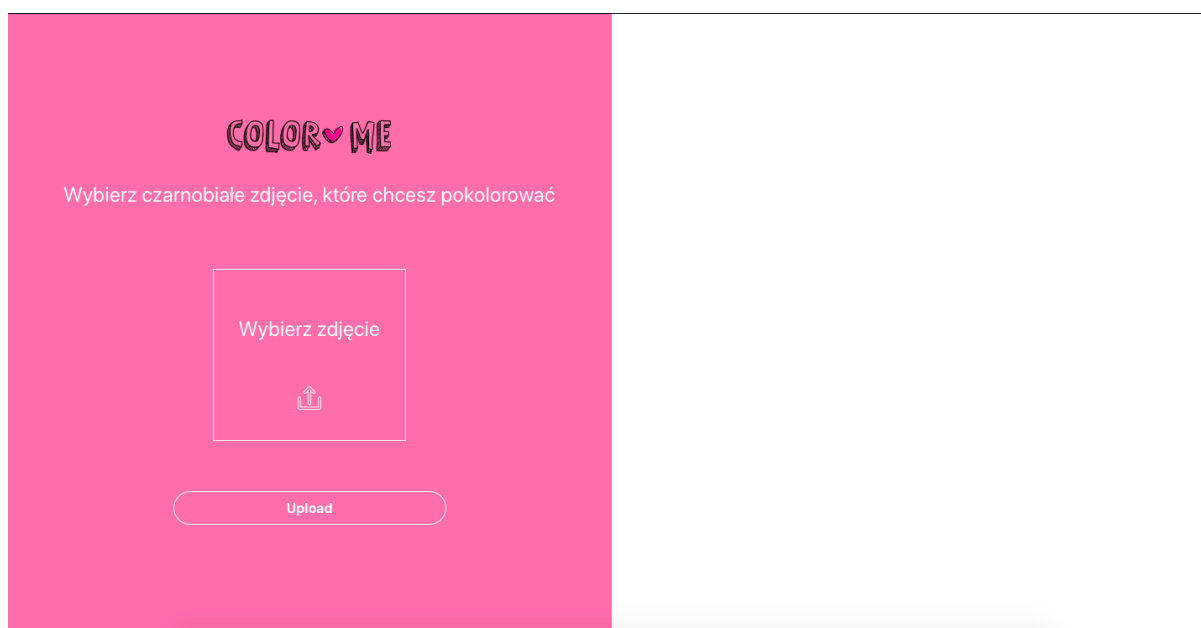 COLOR ME
Wybierz czarnobiałe zdjęcie, które chcesz pokolorować
Wybierz zdjęcie
Upload